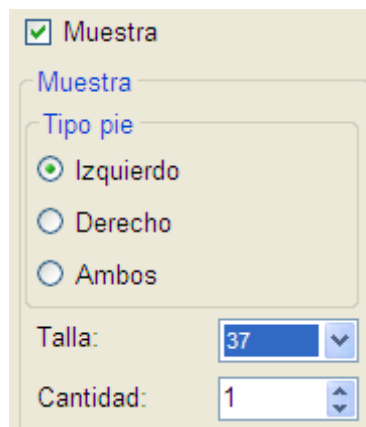 Muestra
Muestra
Tipo pie
Izquierdo
Derecho
Ambos
Talla: 37
Cantidad: 1